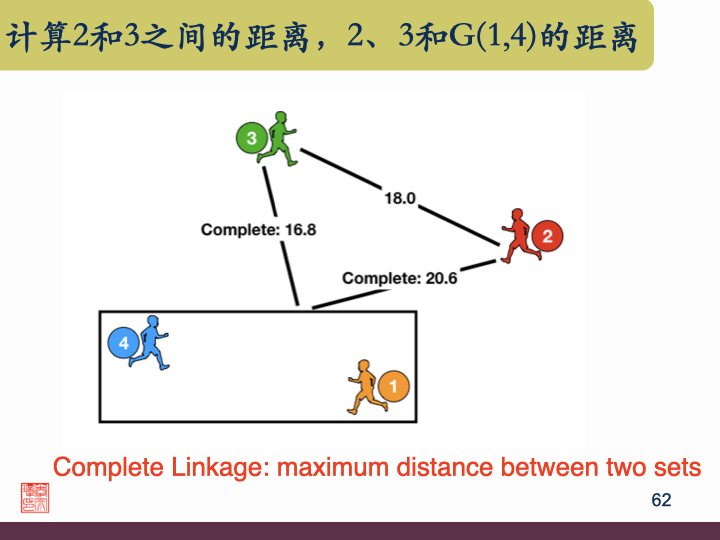 计算2和3之间的距离，2、3和G(1,4)的距离
3
18.0
Complete: 16.8
2
Complete: 20.6
4
1
Complete Linkage: maximum distance between two sets
62